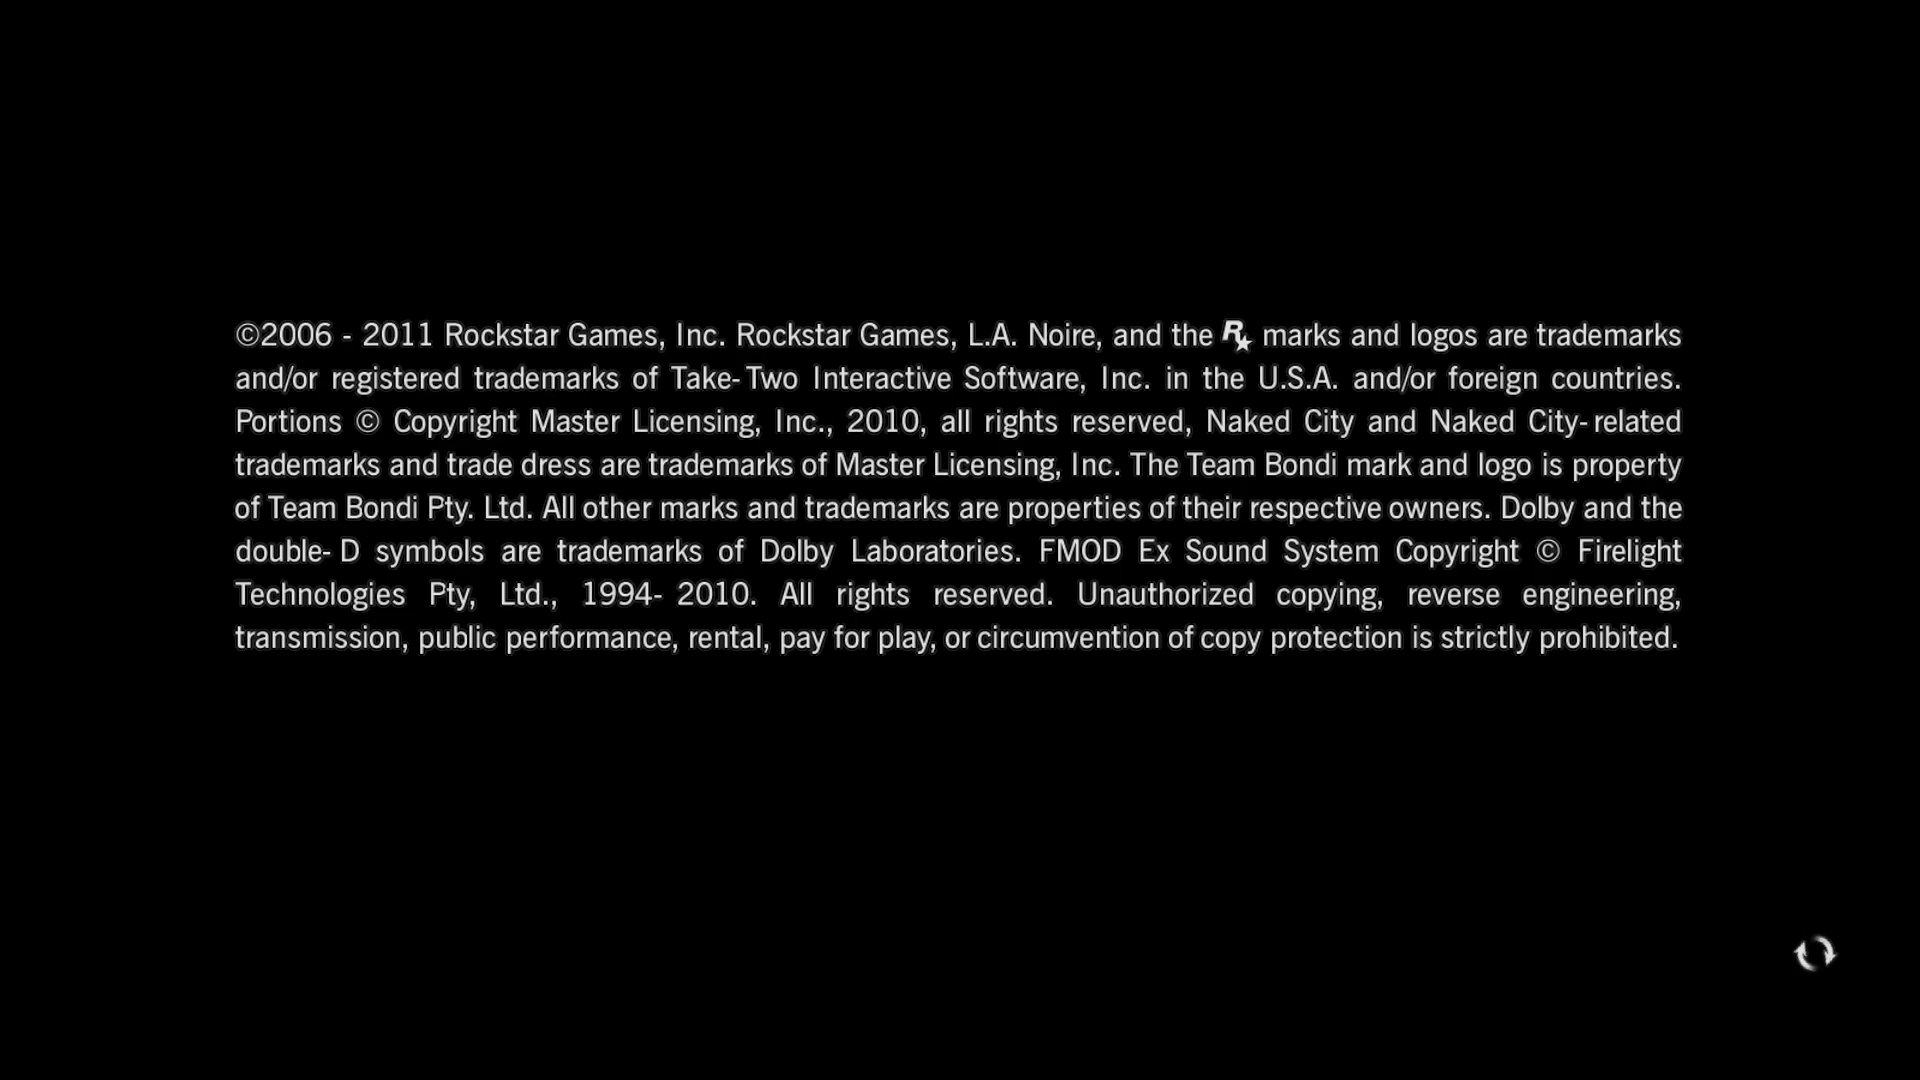 ©2006 - 2011 Rockstar Games, Inc. Rockstar Games, L.A. Noire, and the R★ marks and logos are trademarks
and/or registered trademarks of Take-Two Interactive Software, Inc. in the U.S.A. and/or foreign countries.
Portions © Copyright Master Licensing, Inc., 2010, all rights reserved, Naked City and Naked City-related
trademarks and trade dress are trademarks of Master Licensing, Inc. The Team Bondi mark and logo is property
of Team Bondi Pty. Ltd. All other marks and trademarks are properties of their respective owners. Dolby and the
double- D symbols are trademarks of Dolby Laboratories. FMOD Ex Sound System Copyright © Firelight
Technologies Pty, Ltd., 1994- 2010. All rights reserved. Unauthorized copying, reverse engineering,
transmission, public performance, rental, pay for play, or circumvention of copy protection is strictly prohibited.